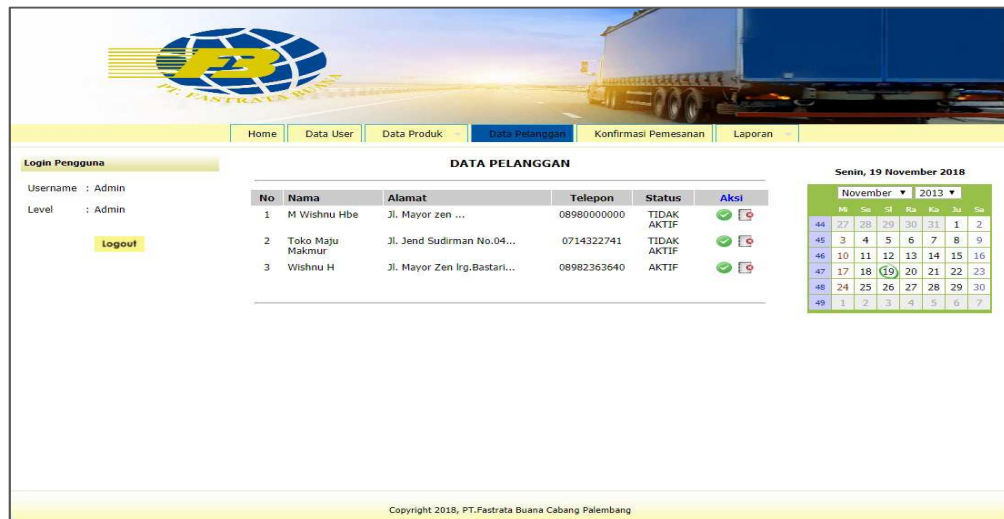 PT. FASTRATA BUANA
Home Data User Data Produk Data Pelanggan Konfirmasi Pemesanan Laporan
Login Pengguna
Username : Admin
Level : Admin
Logout
DATA PELANGGAN
No Nama Alamat Telepon Status Aksi
1 M Wishnu Hbe Jl. Mayor zen ... 08980000000 TIDAK AKTIF
2 Toko Maju Makmur Jl. Jend Sudirman No.04... 0714322741 TIDAK AKTIF
3 Wishnu H Jl. Mayor Zen lrg.Bastari... 08982363640 AKTIF
Senin, 19 November 2018
November 2013
Mi Se Sl Ra Ka Ju Sa
44 27 28 29 30 31 1 2
45 3 4 5 6 7 8 9
46 10 11 12 13 14 15 16
47 17 18 19 20 21 22 23
48 24 25 26 27 28 29 30
49 1 2 3 4 5 6 7
Copyright 2018, PT.Fastrata Buana Cabang Palembang